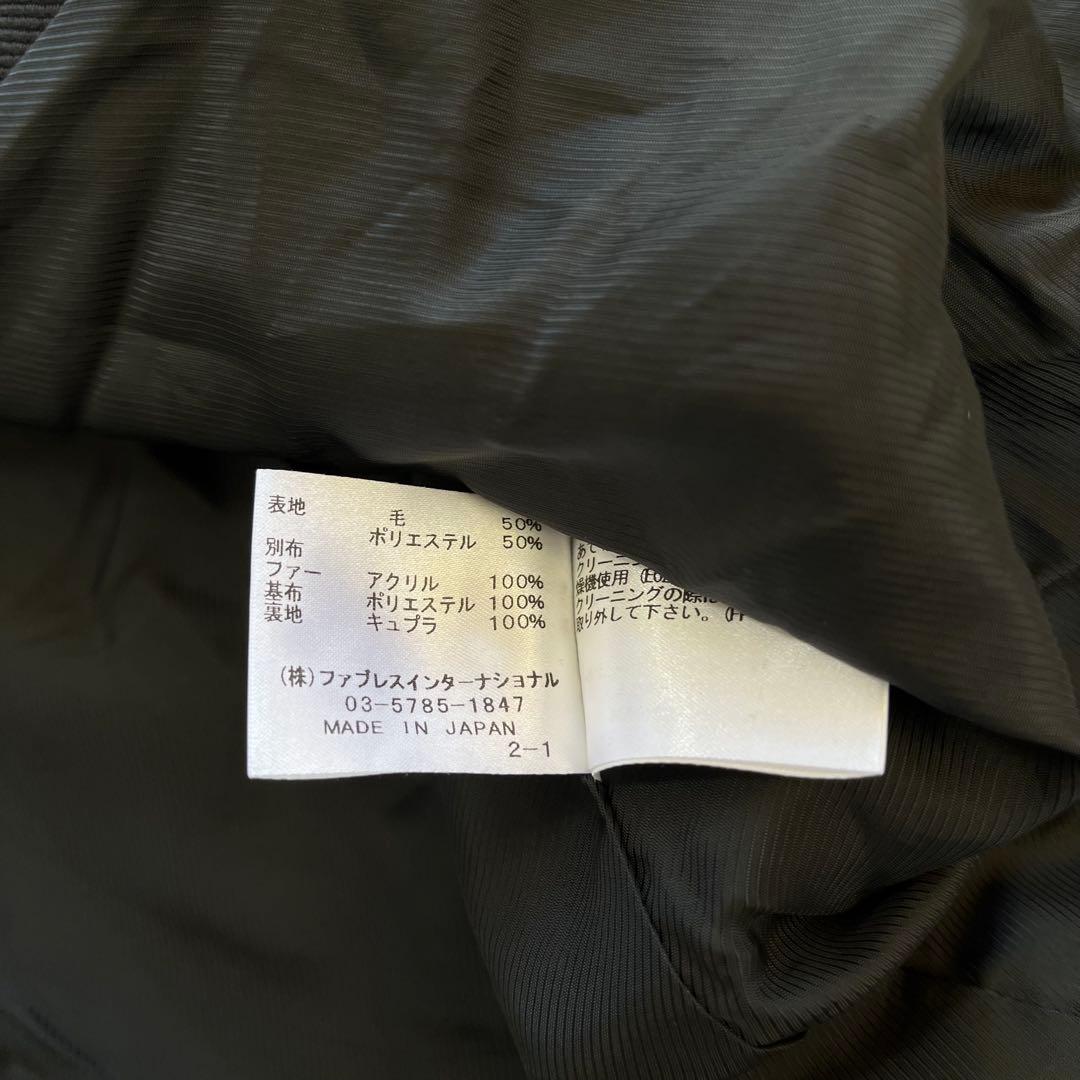 表地
毛 50%
ポリエステル 50%
別布
ファー アクリル 100%
基布 ポリエステル 100%
裏地 キュプラ 100%
(株)ファブレスインターナショナル
03-5785-1847
MADE IN JAPAN
2-1
クリーニングの際
取り外して下さい。